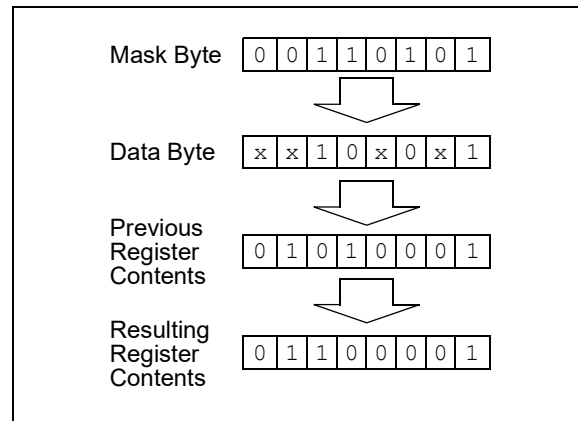 Mask Byte 0 0 1 1 0 1 0 1
Data Byte x x 1 0 x 0 x 1
Previous
Register
Contents
0 1 0 1 0 0 0 1
Resulting
Register
Contents
0 1 1 0 0 0 0 1